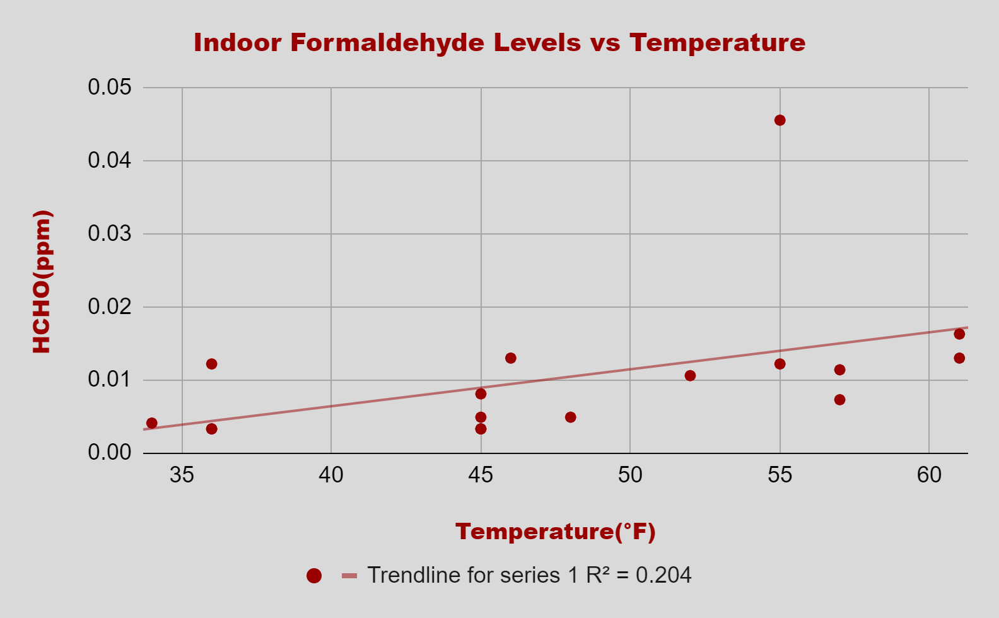 Indoor Formaldehyde Levels vs Temperature
0.05
0.04
0.03
0.02
0.01
0.00
HCHO(ppm)
35 40 45 50 55 60
Temperature(°F)
Trendline for series 1 R² = 0.204